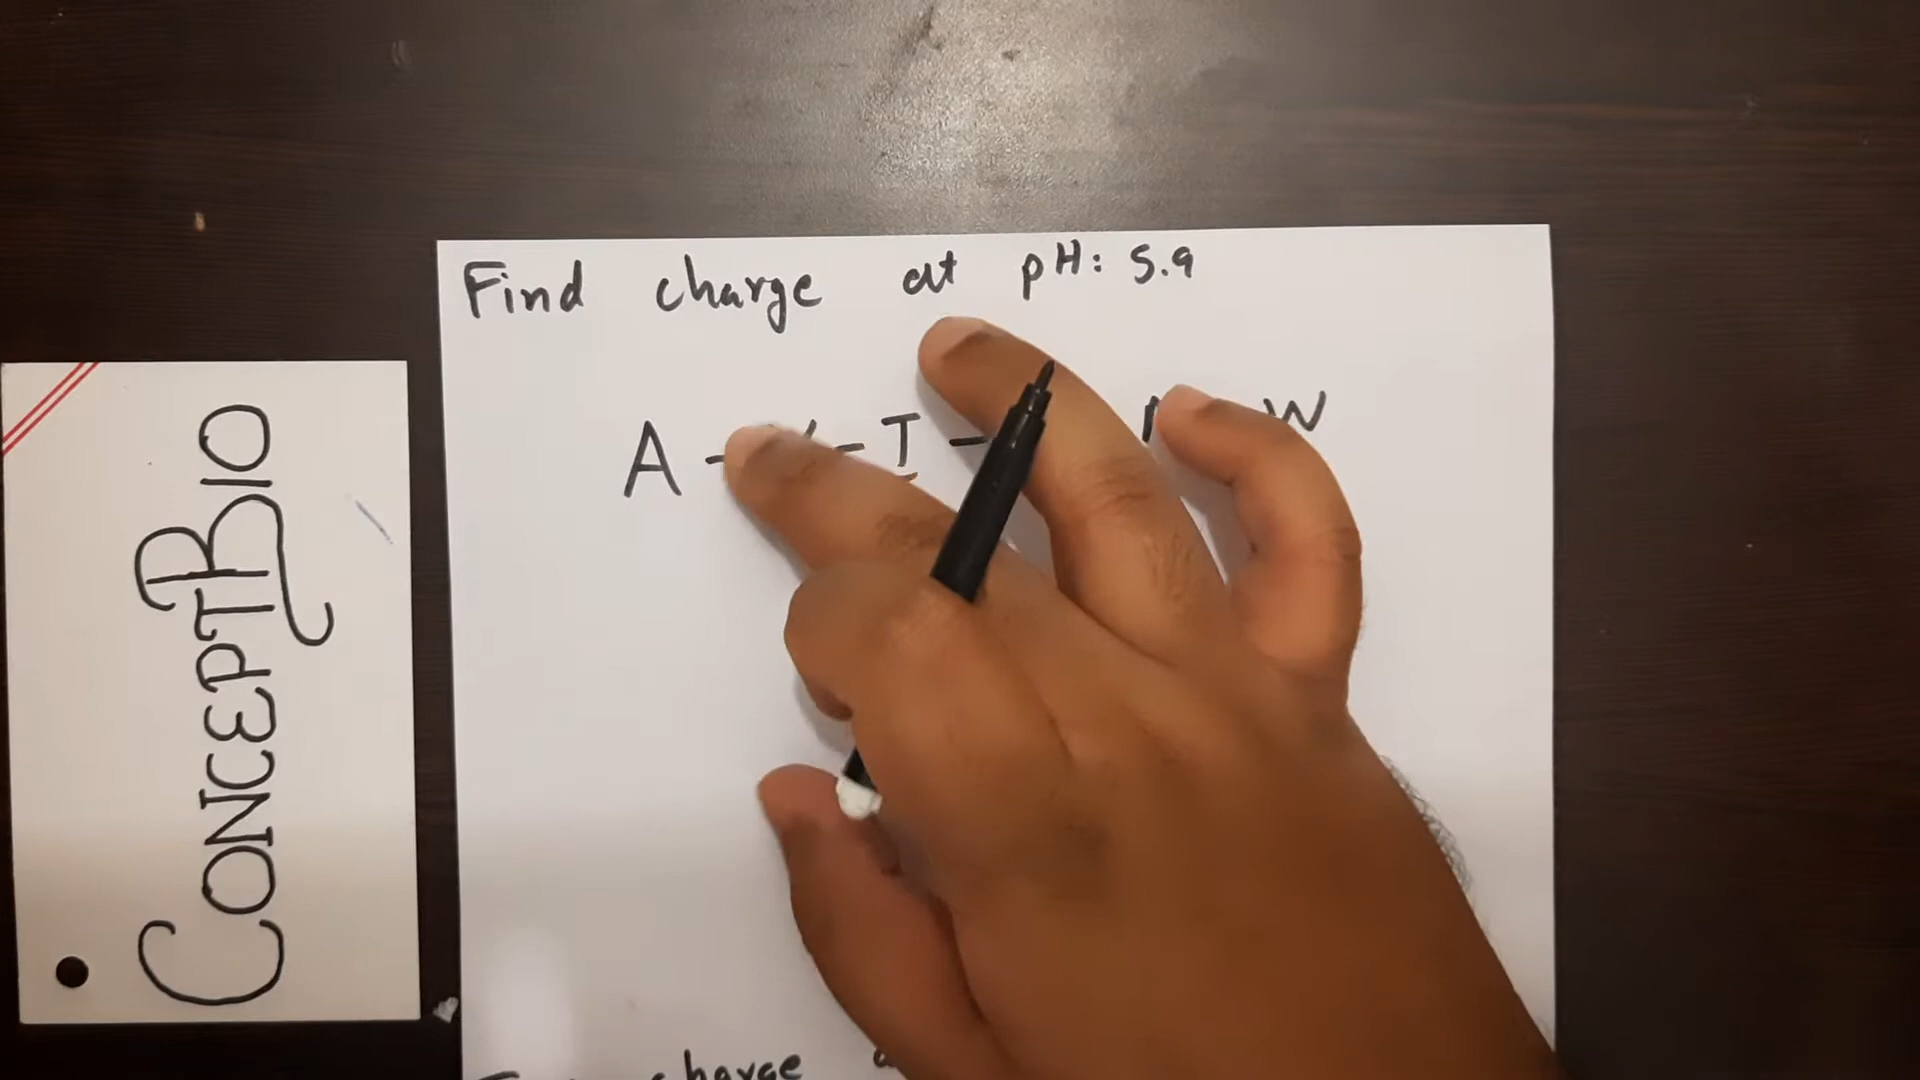 Find charge at pH: 5.9
A - - I - W
charge
CONCEPTBIO